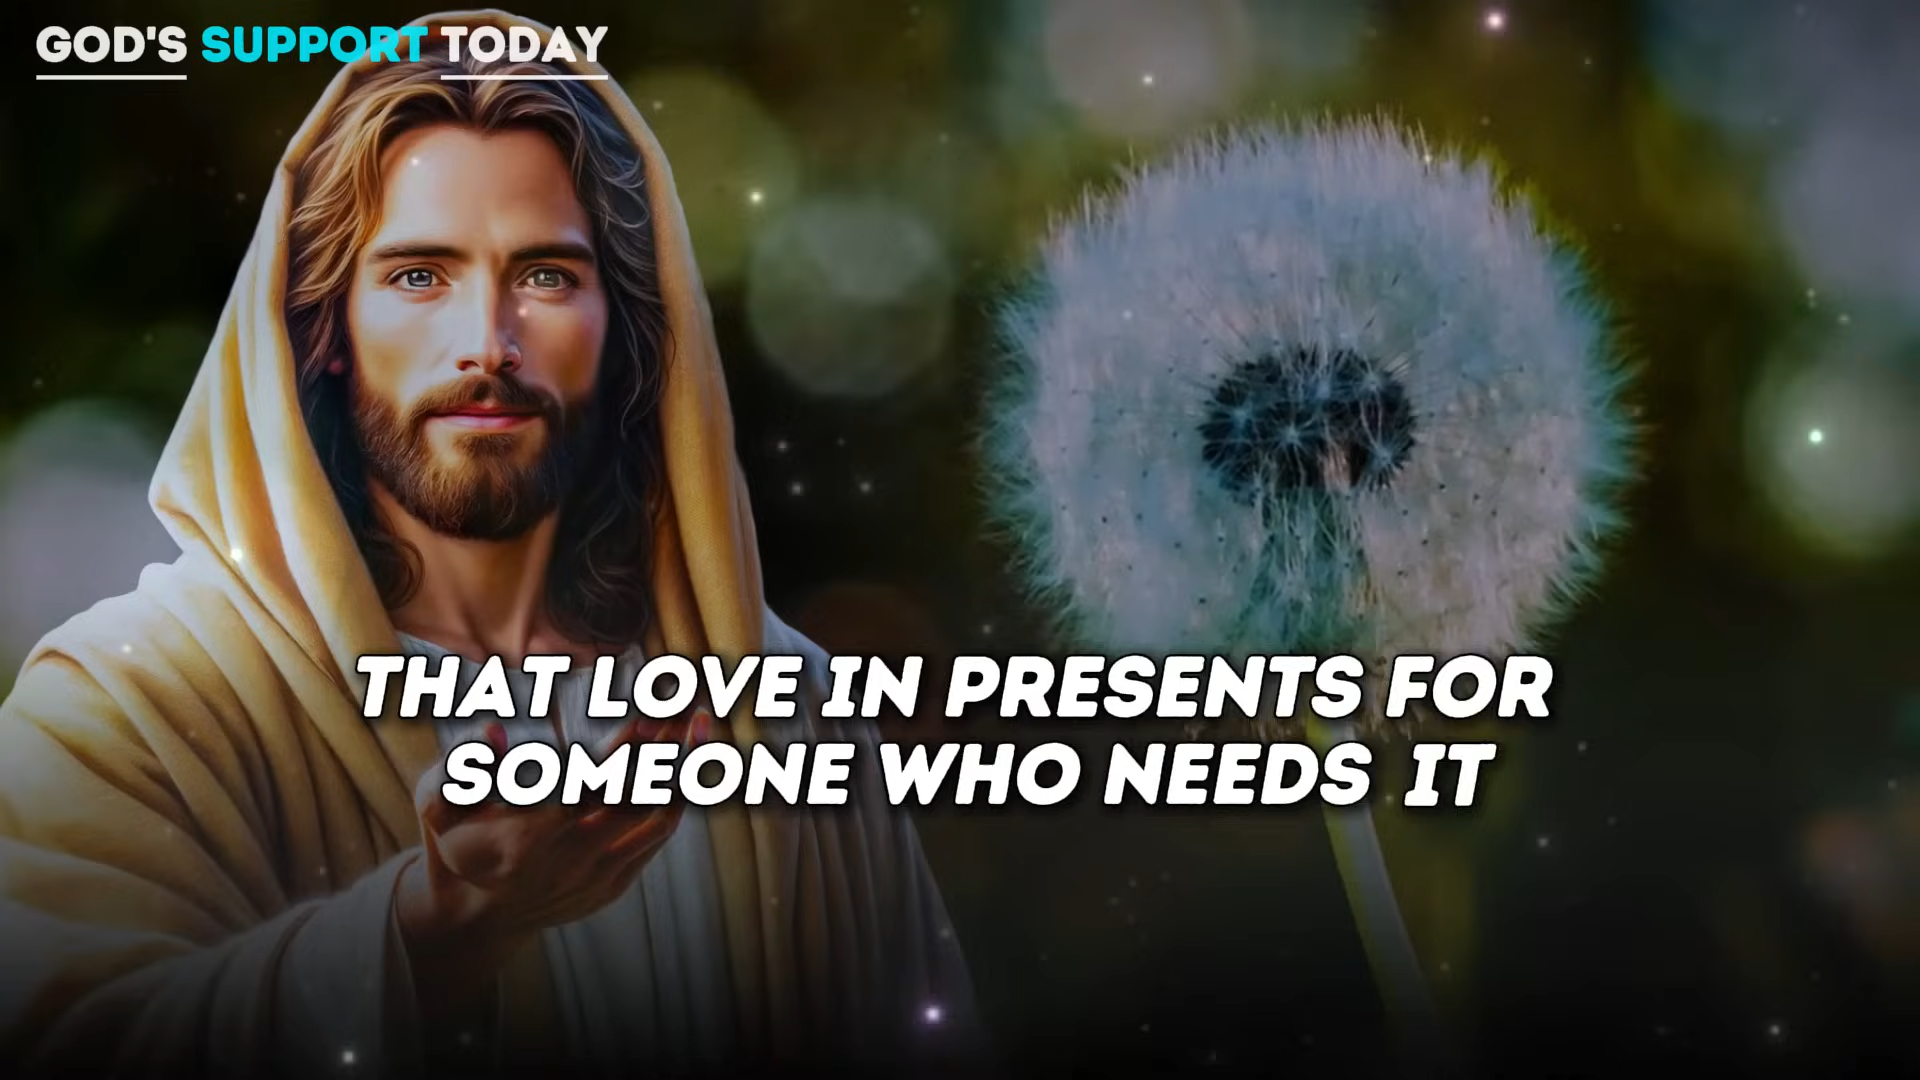 GOD'S SUPPORT TODAY
THAT LOVE IN PRESENTS FOR
SOMEONE WHO NEEDS IT